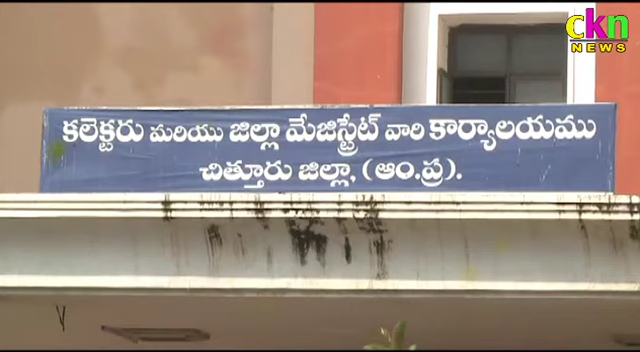 ckn
NEWS
కలెక్టరు మరియు జిల్లా మేజిస్ట్రేట్ వారి కార్యాలయము
చిత్తూరు జిల్లా, (ఆం.ప్ర).